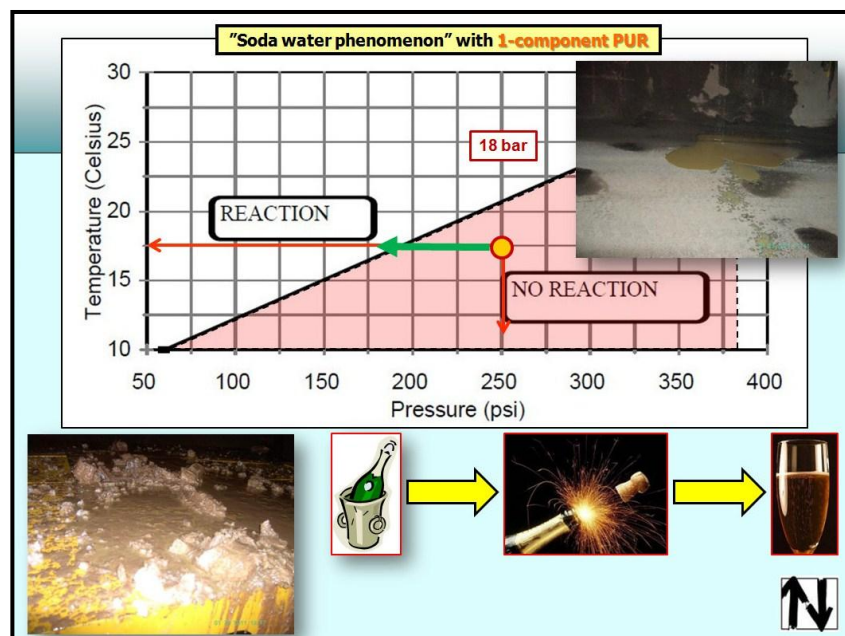 "Soda water phenomenon" with 1-component PUR
30
25
20
15
10
Temperature (Celsius)
18 bar
REACTION
NO REACTION
50 100 150 200 250 300 350 400
Pressure (psi)